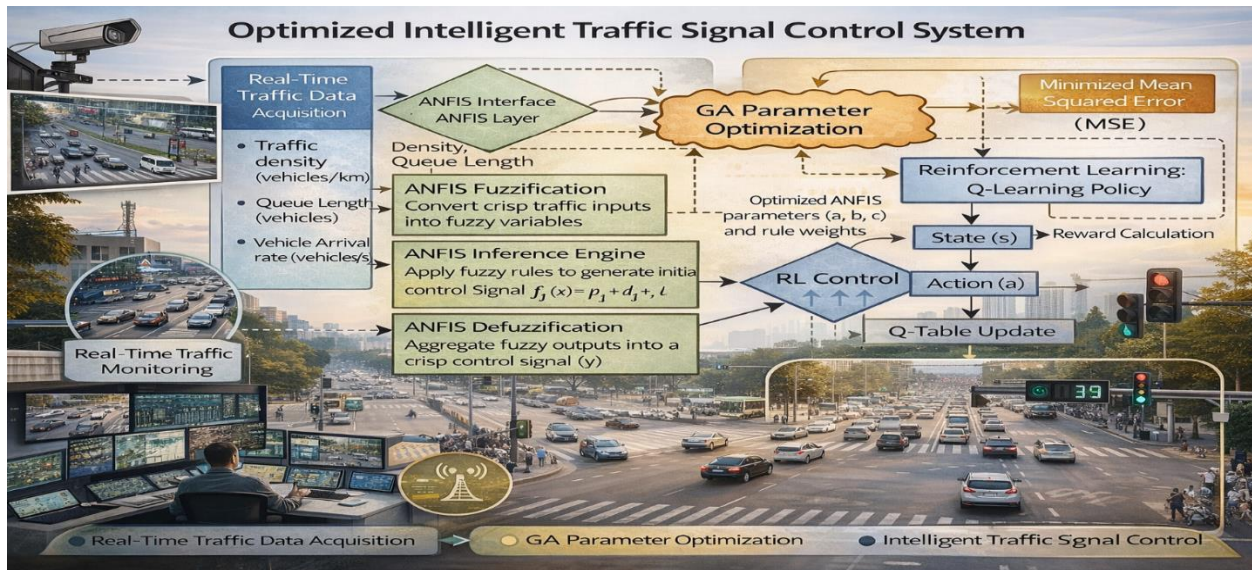 Optimized Intelligent Traffic Signal Control System
Real-Time
Traffic Data
Acquisition
• Traffic
density
(vehicles/km)
• Queue Length
(vehicles)
• Vehicle Arrival
rate (vehicles/s
ANFIS Interface
ANFIS Layer
Density,
Queue Length
ANFIS Fuzzification
Convert crisp traffic inputs
into fuzzy variables
ANFIS Inference Engine
Apply fuzzy rules to generate initia
control Signal f_J (x) = p_J + d_J +, ι
ANFIS Defuzzification
Aggregate fuzzy outputs into a
crisp control signal (y)
GA Parameter
Optimization
Minimized Mean
Squared Error
(MSE)
Reinforcement Learning:
Q-Learning Policy
Optimized ANFIS
parameters (a, b, c)
and rule weights
State (s)
Reward Calculation
RL Control
Action (a)
Q-Table Update
Real-Time Traffic
Monitoring
39
Real-Time Traffic Data Acquisition
GA Parameter Optimization
Intelligent Traffic Signal Control